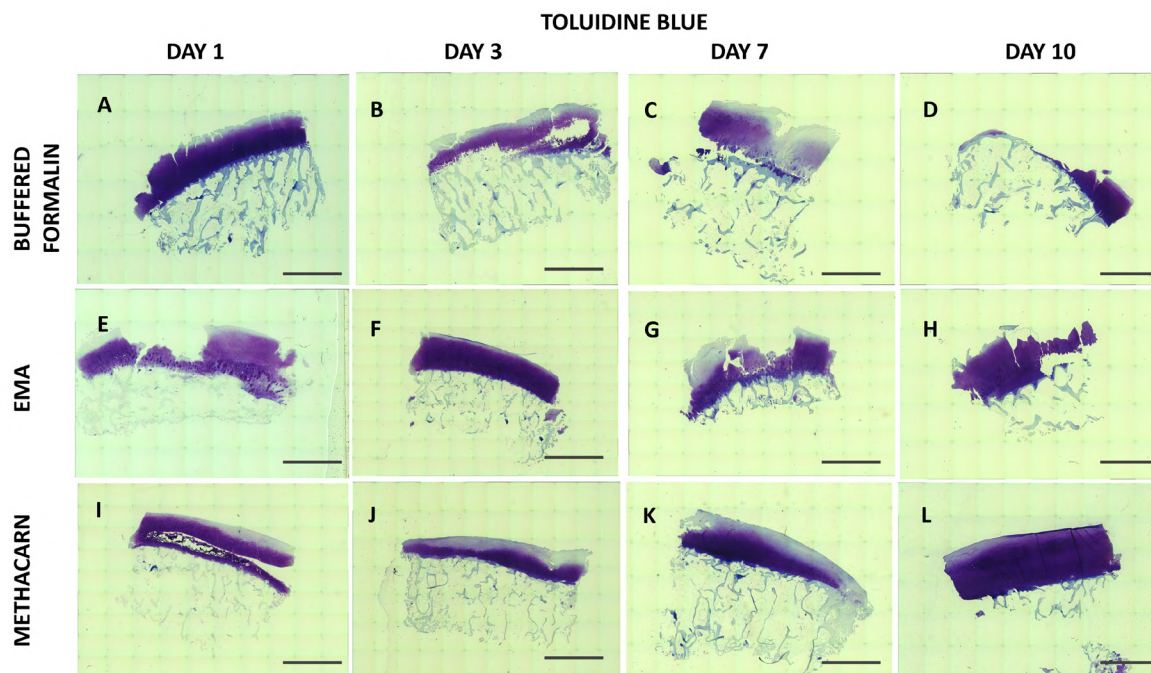 TOLUIDINE BLUE
DAY 1
DAY 3
DAY 7
DAY 10
BUFFERED
FORMALIN
A
B
C
D
EMA
E
F
G
H
METHACARN
I
J
K
L